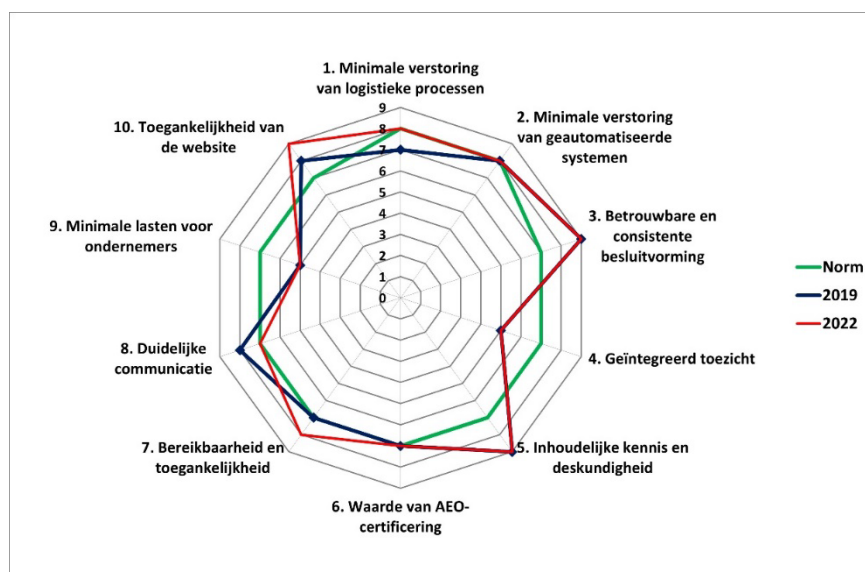 1. Minimale verstoring
van logistieke processen
10. Toegankelijkheid van
de website
2. Minimale verstoring
van geautomatiseerde
systemen
9
8
7
6
5
4
3
2
1
0
9. Minimale lasten voor
ondernemers
3. Betrouwbare en
consistente
besluitvorming
Norm
2019
2022
8. Duidelijke
communicatie
4. Geïntegreerd toezicht
7. Bereikbaarheid en
toegankelijkheid
5. Inhoudelijke kennis en
deskundigheid
6. Waarde van AEO-
certificering